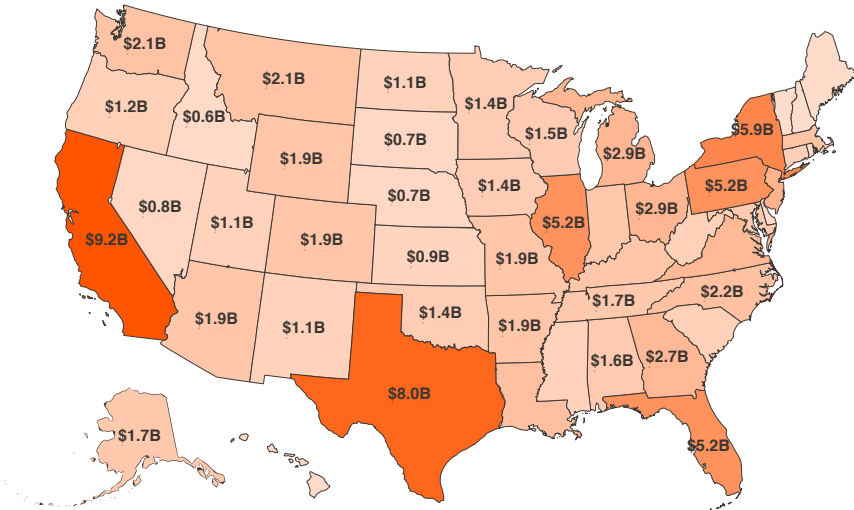 $2.1B
$2.1B
$1.1B
$1.4B
$1.2B
$0.6B
$0.7B
$1.5B
$2.9B
$5.9B
$1.9B
$0.7B
$1.4B
$5.2B
$0.8B
$1.1B
$1.9B
$0.9B
$5.2B
$2.9B
$9.2B
$1.9B
$1.9B
$1.1B
$1.4B
$1.9B
$1.7B
$2.2B
$8.0B
$1.6B
$2.7B
$1.7B
$5.2B